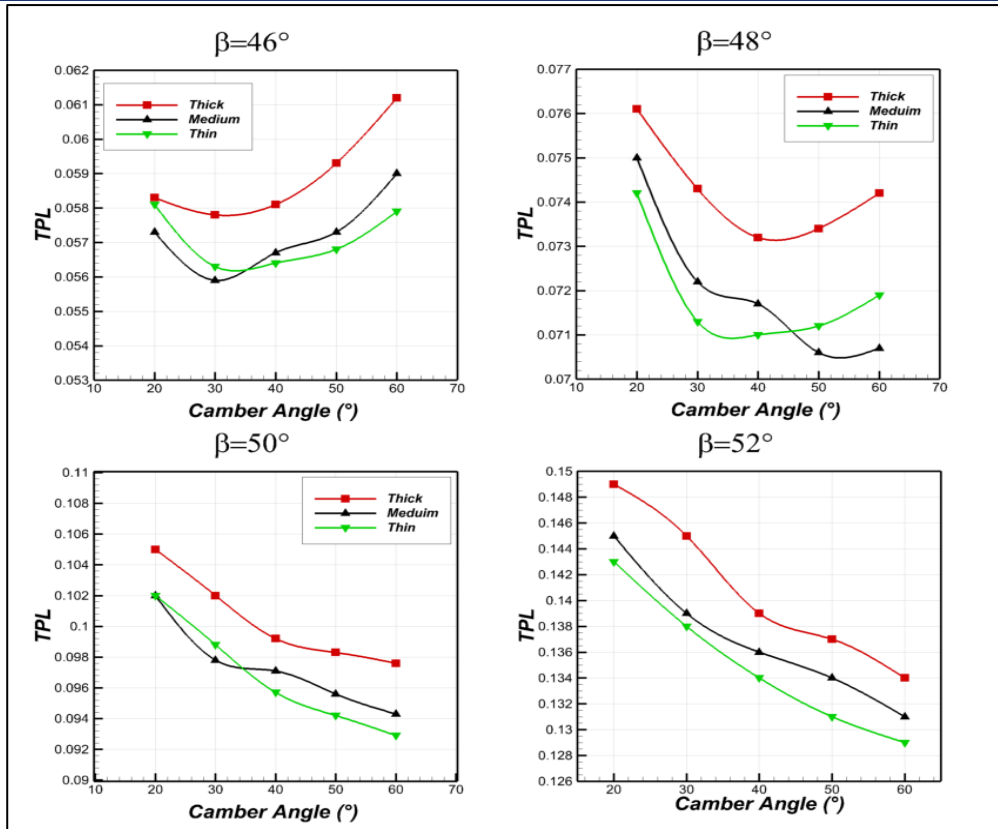 β=46°
0.062
0.061
0.06
0.059
0.058
0.057
0.056
0.055
0.054
0.053
TPL
Thick
Medium
Thin
10 20 30 40 50 60 70
Camber Angle (°)
β=48°
0.077
0.076
0.075
0.074
0.073
0.072
0.071
0.07
TPL
Thick
Meduim
Thin
10 20 30 40 50 60 70
Camber Angle (°)
β=50°
0.11
0.108
0.106
0.104
0.102
0.1
0.098
0.096
0.094
0.092
0.09
TPL
Thick
Meduim
Thin
10 20 30 40 50 60 70
Camber Angle (°)
β=52°
0.15
0.148
0.146
0.144
0.142
0.14
0.138
0.136
0.134
0.132
0.13
0.128
0.126
TPL
20 30 40 50 60
Camber Angle (°)